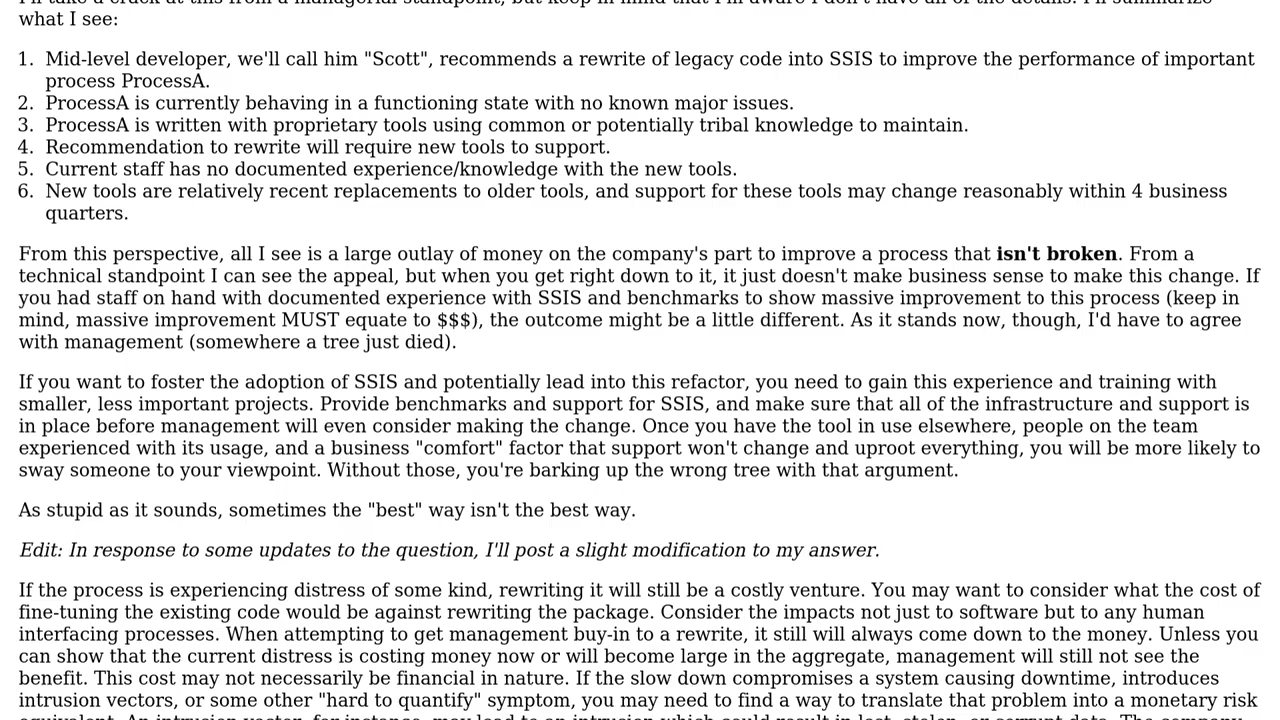 what I see:
1. Mid-level developer, we'll call him "Scott", recommends a rewrite of legacy code into SSIS to improve the performance of important
process ProcessA.
2. ProcessA is currently behaving in a functioning state with no known major issues.
3. ProcessA is written with proprietary tools using common or potentially tribal knowledge to maintain.
4. Recommendation to rewrite will require new tools to support.
5. Current staff has no documented experience/knowledge with the new tools.
6. New tools are relatively recent replacements to older tools, and support for these tools may change reasonably within 4 business
quarters.
From this perspective, all I see is a large outlay of money on the company's part to improve a process that isn't broken. From a
technical standpoint I can see the appeal, but when you get right down to it, it just doesn't make business sense to make this change. If
you had staff on hand with documented experience with SSIS and benchmarks to show massive improvement to this process (keep in
mind, massive improvement MUST equate to $$$), the outcome might be a little different. As it stands now, though, I'd have to agree
with management (somewhere a tree just died).
If you want to foster the adoption of SSIS and potentially lead into this refactor, you need to gain this experience and training with
smaller, less important projects. Provide benchmarks and support for SSIS, and make sure that all of the infrastructure and support is
in place before management will even consider making the change. Once you have the tool in use elsewhere, people on the team
experienced with its usage, and a business "comfort" factor that support won't change and uproot everything, you will be more likely to
sway someone to your viewpoint. Without those, you're barking up the wrong tree with that argument.
As stupid as it sounds, sometimes the "best" way isn't the best way.
Edit: In response to some updates to the question, I'll post a slight modification to my answer.
If the process is experiencing distress of some kind, rewriting it will still be a costly venture. You may want to consider what the cost of
fine-tuning the existing code would be against rewriting the package. Consider the impacts not just to software but to any human
interfacing processes. When attempting to get management buy-in to a rewrite, it still will always come down to the money. Unless you
can show that the current distress is costing money now or will become large in the aggregate, management will still not see the
benefit. This cost may not necessarily be financial in nature. If the slow down compromises a system causing downtime, introduces
intrusion vectors, or some other "hard to quantify" symptom, you may need to find a way to translate that problem into a monetary risk